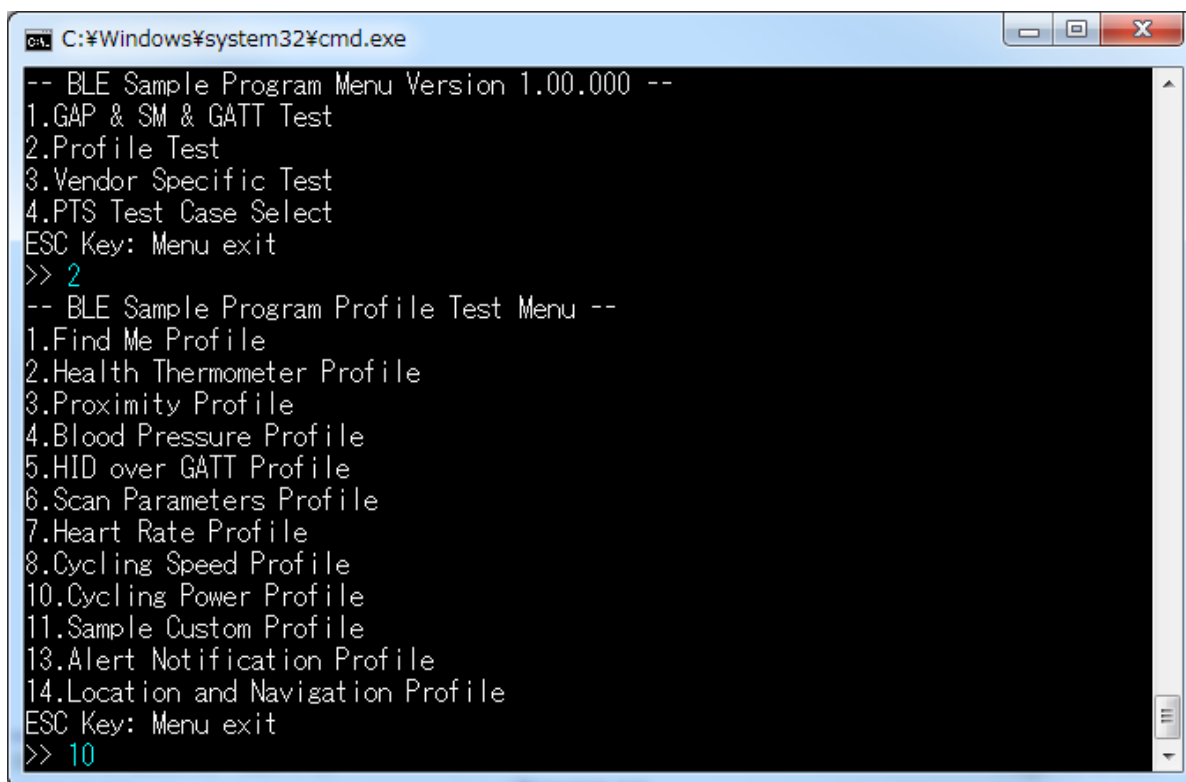 C:¥Windows¥system32¥cmd.exe
-- BLE Sample Program Menu Version 1.00.000 --
1.GAP & SM & GATT Test
2.Profile Test
3.Vendor Specific Test
4.PTS Test Case Select
ESC Key: Menu exit
>> 2
-- BLE Sample Program Profile Test Menu --
1.Find Me Profile
2.Health Thermometer Profile
3.Proximity Profile
4.Blood Pressure Profile
5.HID over GATT Profile
6.Scan Parameters Profile
7.Heart Rate Profile
8.Cycling Speed Profile
10.Cycling Power Profile
11.Sample Custom Profile
13.Alert Notification Profile
14.Location and Navigation Profile
ESC Key: Menu exit
>> 10